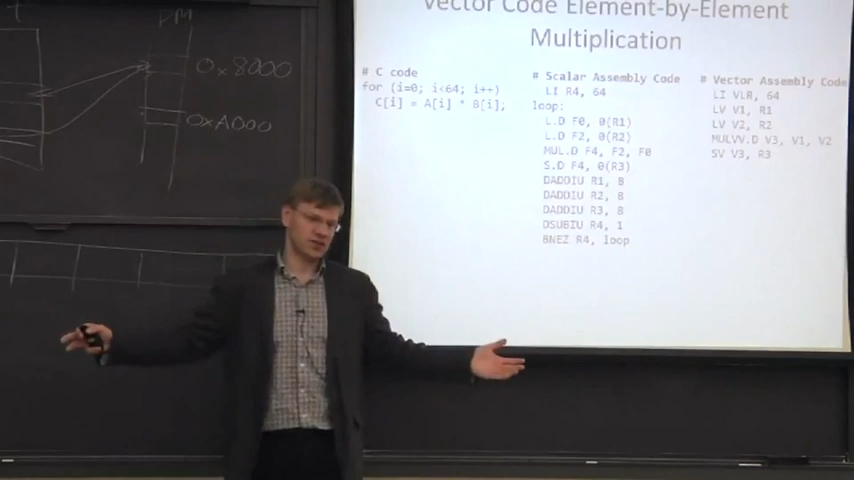 PM
0x8000
0xA000
Vector Code Element-by-Element
Multiplication
# C code
for (i=0; i<64; i++)
C[i] = A[i] * B[i];
# Scalar Assembly Code
LI R4, 64
loop:
L.D F0, 0(R1)
L.D F2, 0(R2)
MUL.D F4, F2, F0
S.D F4, 0(R3)
DADDIU R1, 8
DADDIU R2, 8
DADDIU R3, 8
DSUBIU R4, 1
BNEZ R4, loop
# Vector Assembly Code
LI VLR, 64
LV V1, R1
LV V2, R2
MULVV.D V3, V1, V2
SV V3, R3